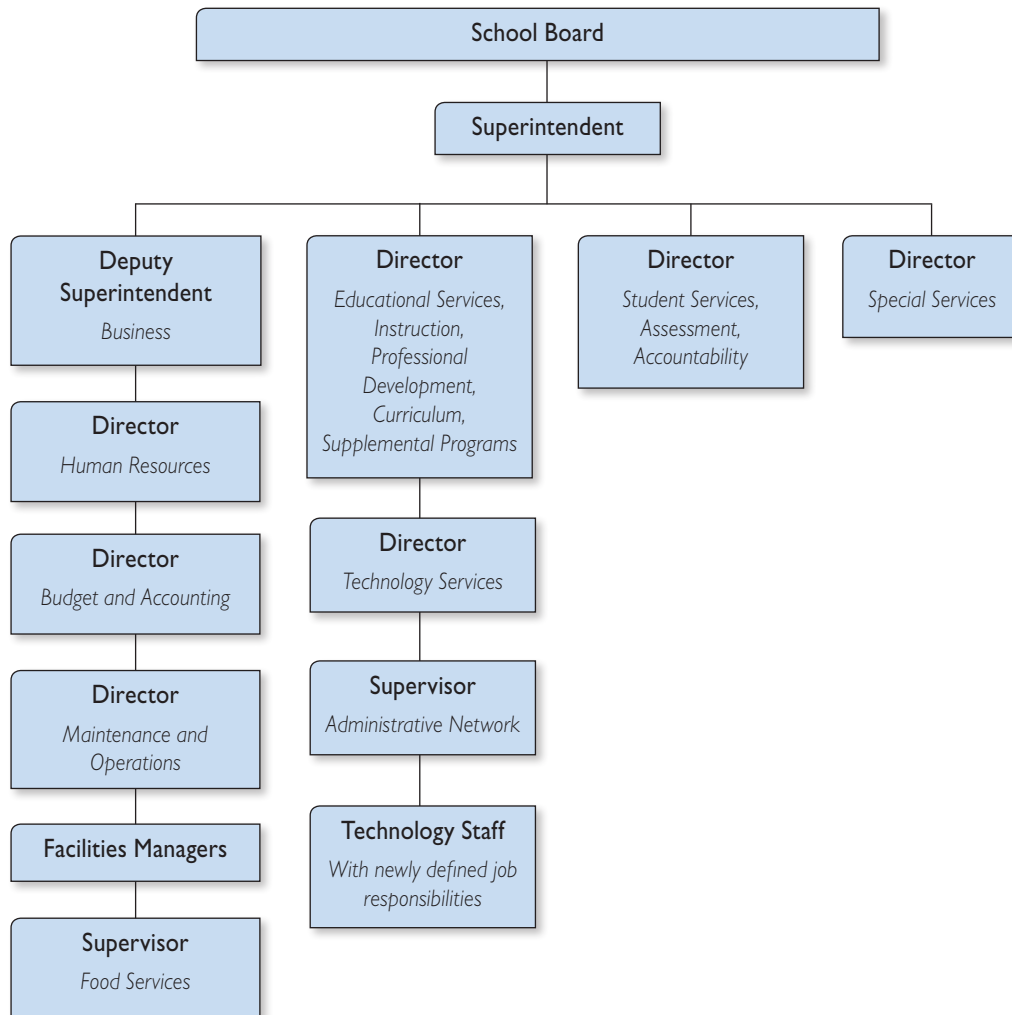 School Board
Superintendent
Deputy
Superintendent
Business
Director
Human Resources
Director
Budget and Accounting
Director
Maintenance and
Operations
Facilities Managers
Supervisor
Food Services
Director
Educational Services,
Instruction,
Professional
Development,
Curriculum,
Supplemental Programs
Director
Technology Services
Supervisor
Administrative Network
Technology Staff
With newly defined job
responsibilities
Director
Student Services,
Assessment,
Accountability
Director
Special Services